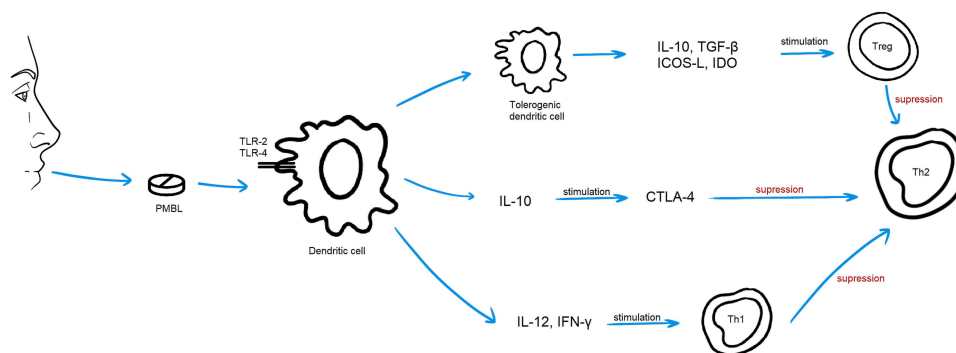 IL-10, TGF-β
ICOS-L, IDO
stimulation
Treg
Tolerogenic
dendritic cell
supression
TLR-2
TLR-4
PMBL
Dendritic cell
IL-10
stimulation
CTLA-4
supression
Th2
IL-12, IFN-γ
stimulation
Th1
supression